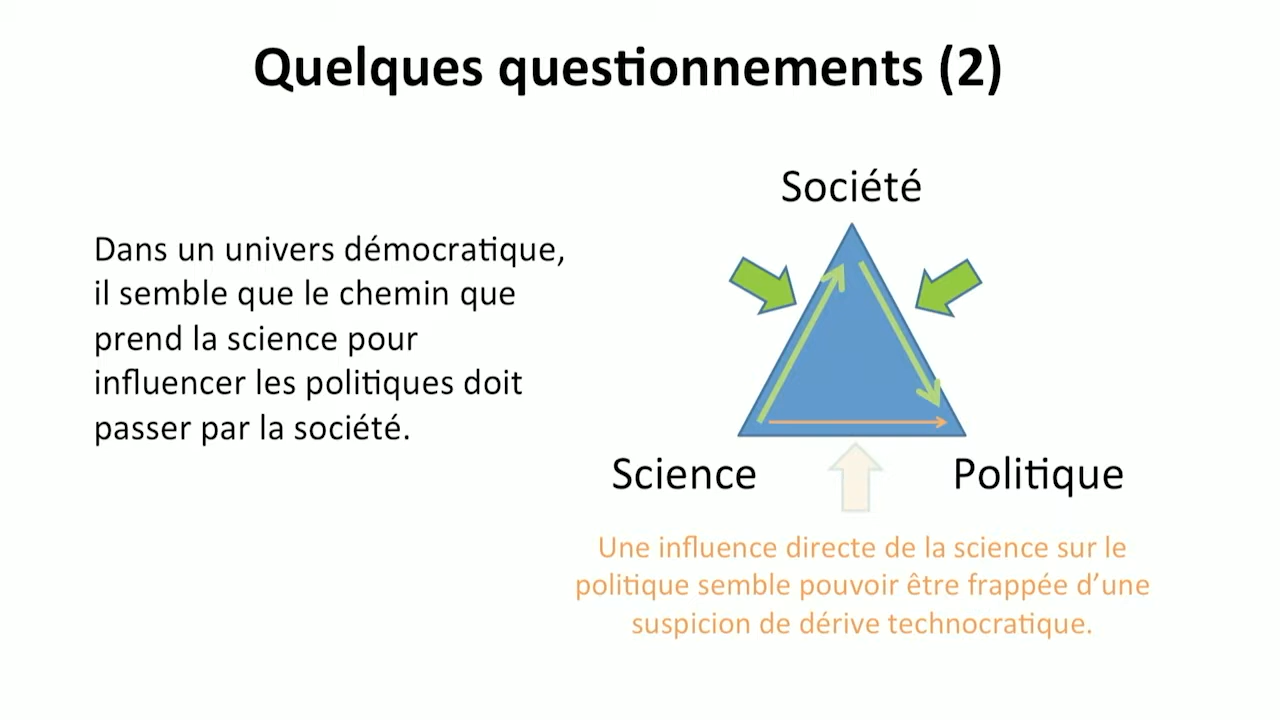 Quelques questionnements (2)
Société
Dans un univers démocratique,
il semble que le chemin que
prend la science pour
influencer les politiques doit
passer par la société.
Science
Politique
Une influence directe de la science sur le
politique semble pouvoir être frappée d’une
suspicion de dérive technocratique.